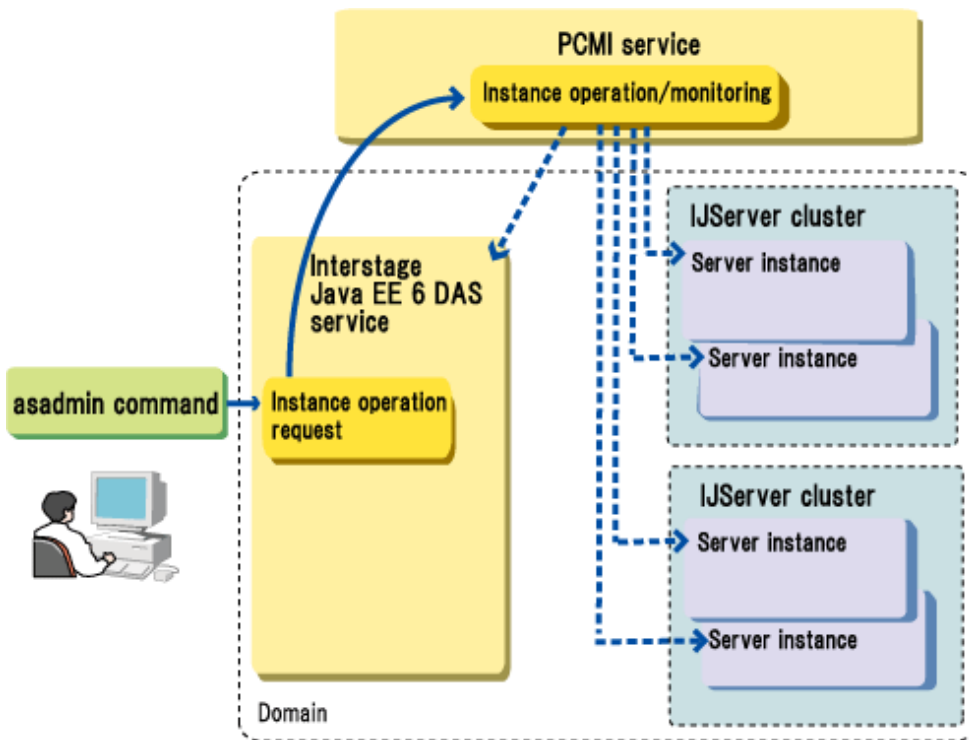 PCMI service
Instance operation/monitoring
IJServer cluster
Server instance
Server instance
Interstage
Java EE 6 DAS
service
asadmin command
Instance operation
request
IJServer cluster
Server instance
Server instance
Domain